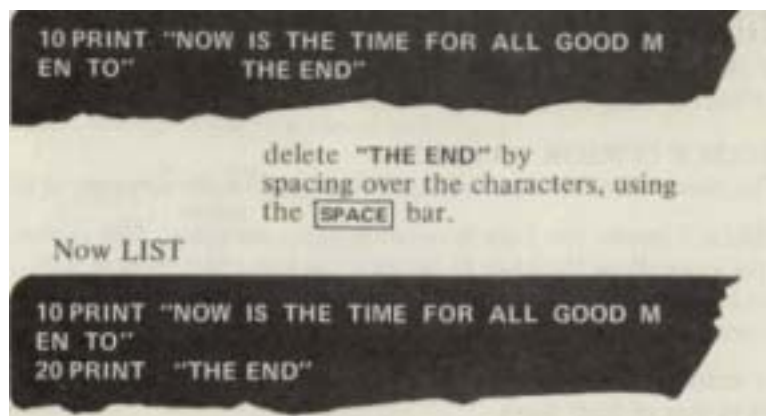 10 PRINT "NOW IS THE TIME FOR ALL GOOD M
EN TO" THE END"
delete "THE END" by
spacing over the characters, using
the SPACE bar.
Now LIST
10 PRINT "NOW IS THE TIME FOR ALL GOOD M
EN TO"
20 PRINT "THE END"